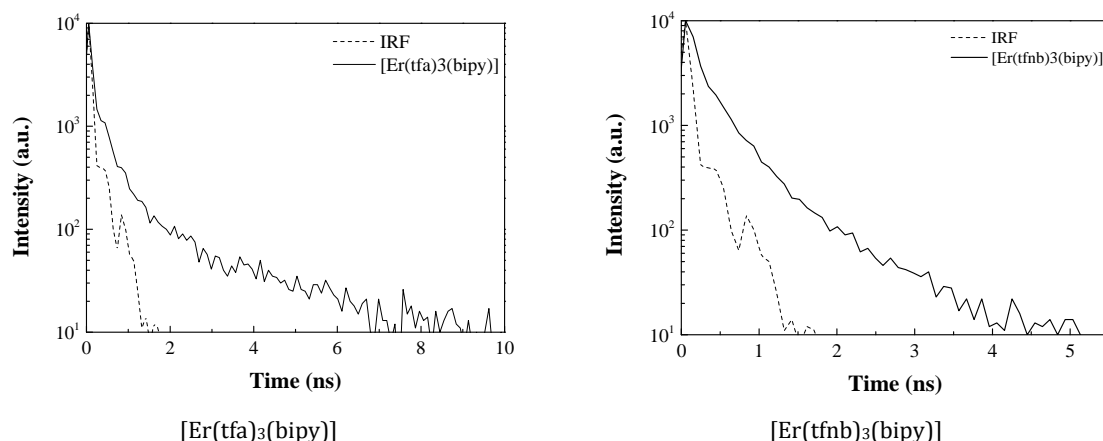 10⁴
10³
10²
10¹
Intensity (a.u.)
IRF
[Er(tfa)3(bipy)]
0 2 4 6 8 10
Time (ns)
[Er(tfa)₃(bipy)]
10⁴
10³
10²
10¹
Intensity (a.u.)
IRF
[Er(tfnb)3(bipy)]
0 1 2 3 4 5
Time (ns)
[Er(tfnb)₃(bipy)]